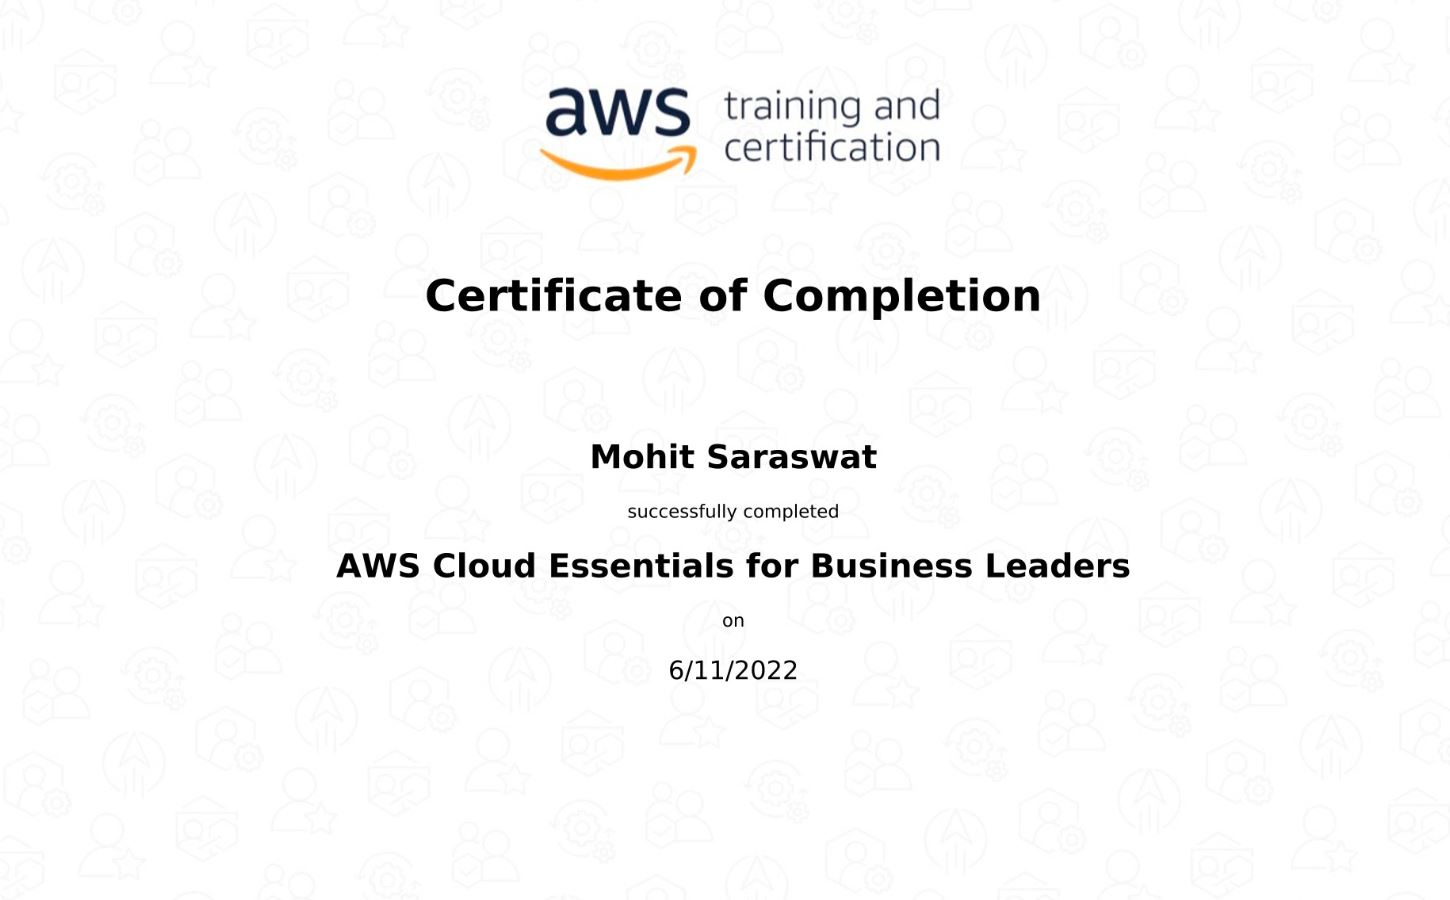 aws training and
certification
Certificate of Completion
Mohit Saraswat
successfully completed
AWS Cloud Essentials for Business Leaders
on
6/11/2022